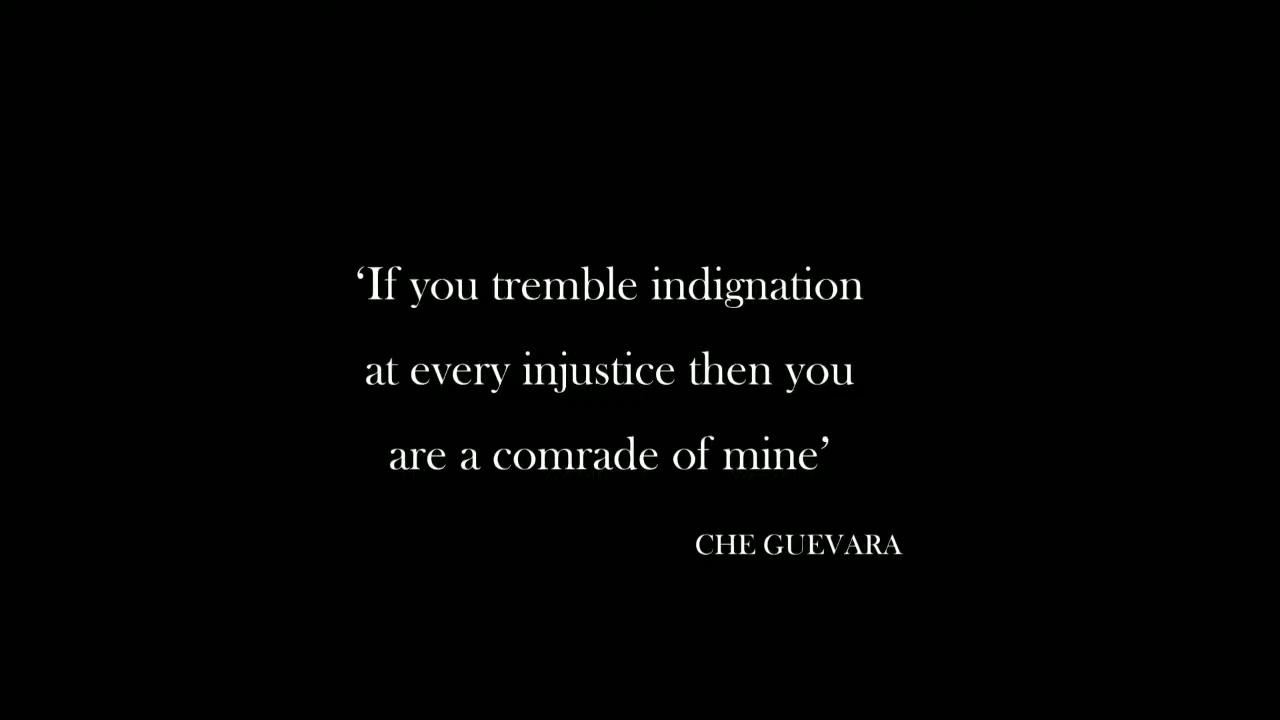 ‘If you tremble indignation
at every injustice then you
are a comrade of mine’
CHE GUEVARA